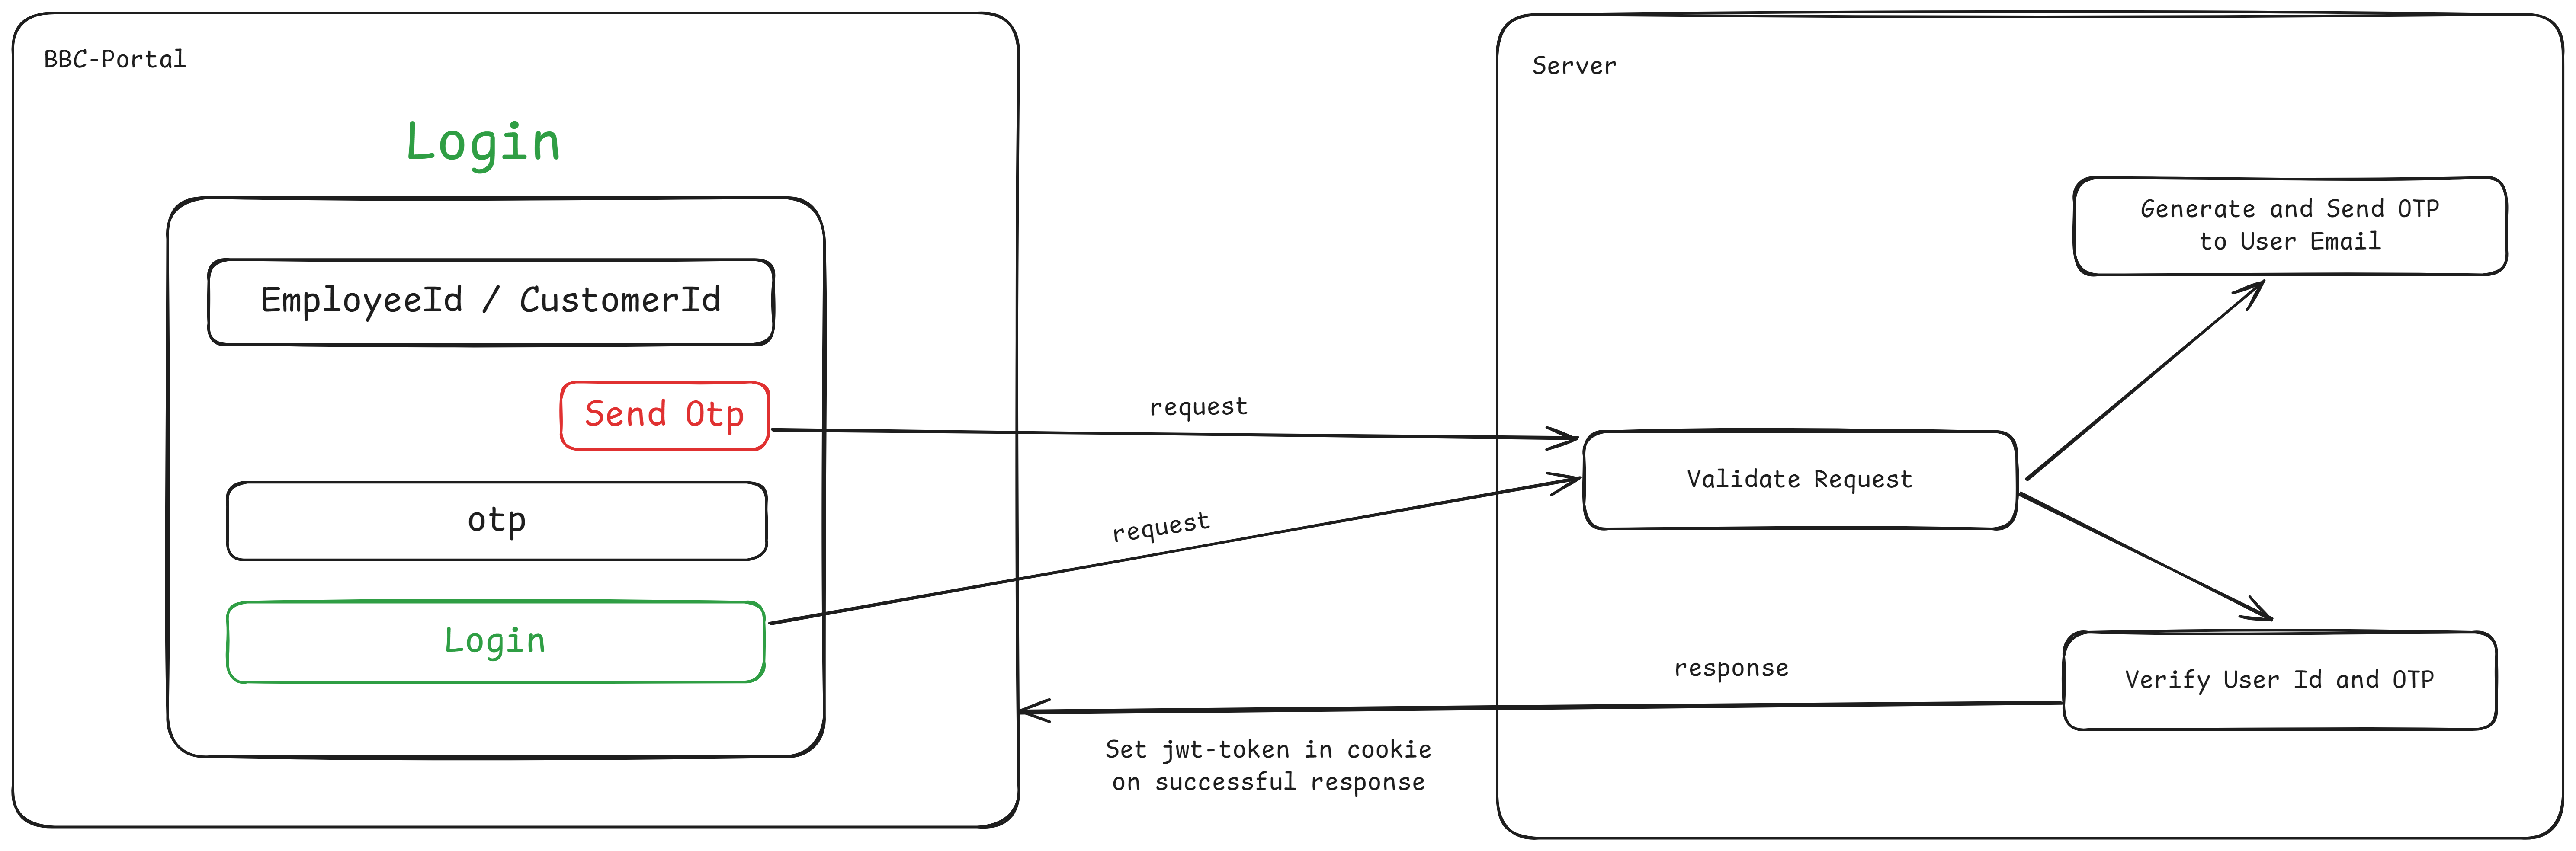 BBC-Portal
Login
EmployeeId / CustomerId
Send Otp
otp
Login
request
request
response
Set jwt-token in cookie
on successful response
Server
Generate and Send OTP
to User Email
Validate Request
Verify User Id and OTP